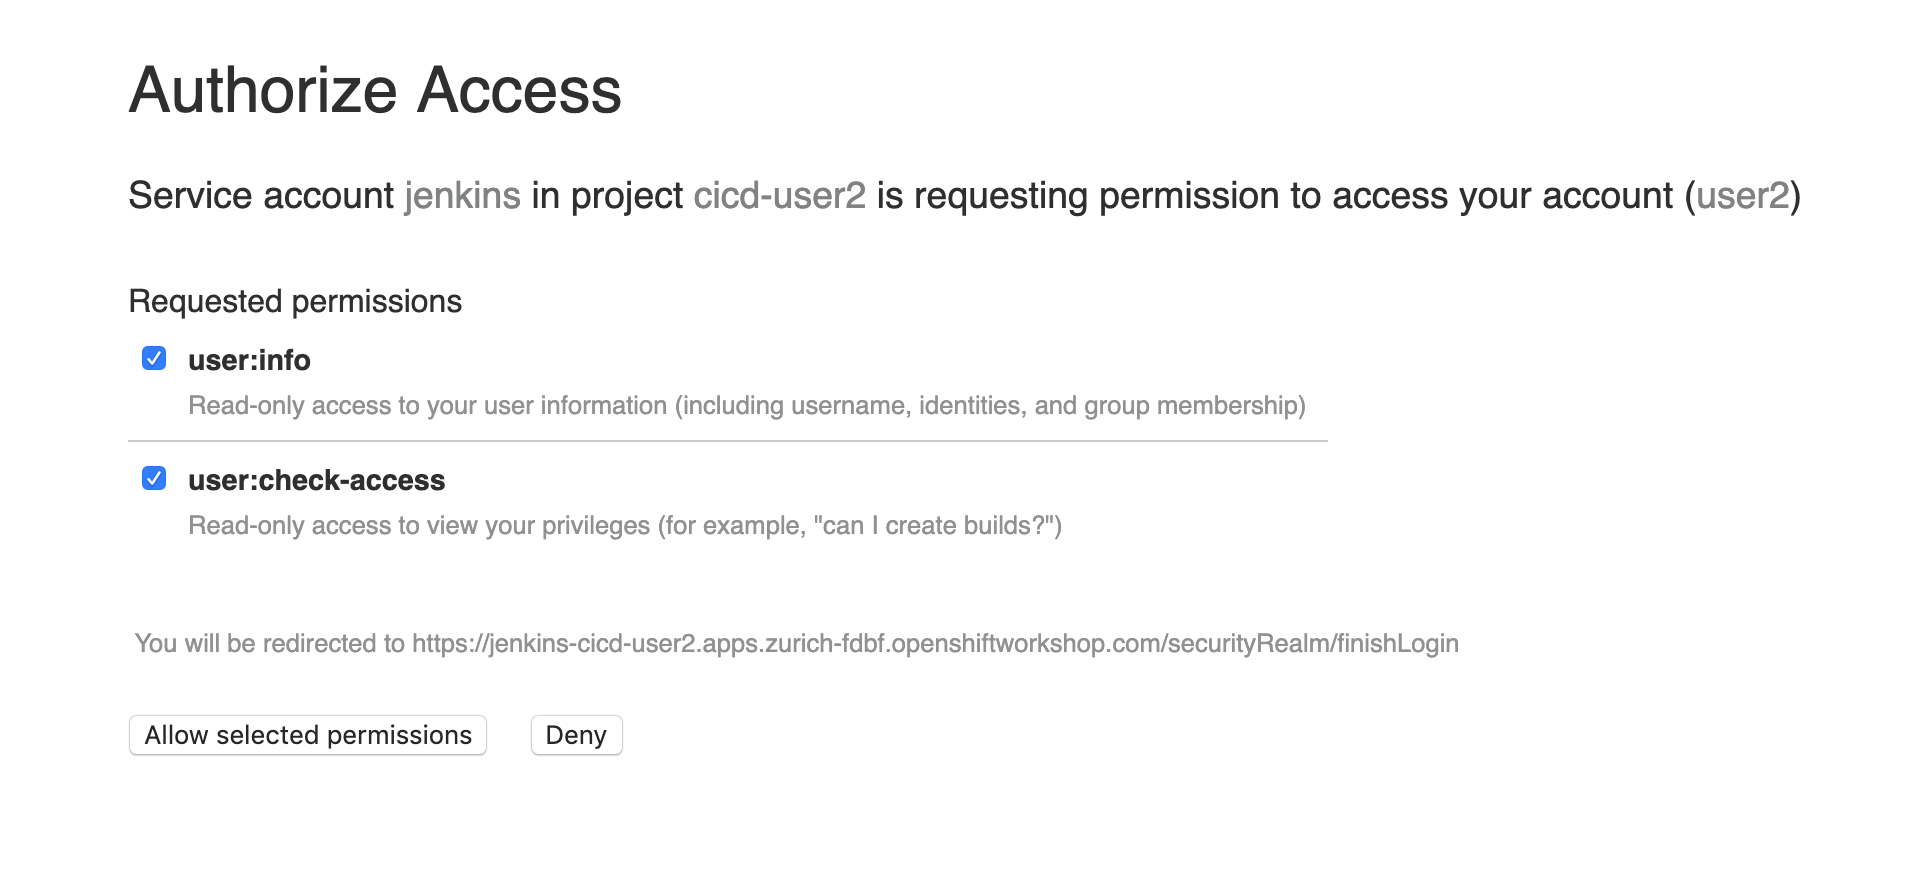 Authorize Access
Service account jenkins in project cicd-user2 is requesting permission to access your account (user2)
Requested permissions
user:info
Read-only access to your user information (including username, identities, and group membership)
user:check-access
Read-only access to view your privileges (for example, "can I create builds?")
You will be redirected to https://jenkins-cicd-user2.apps.zurich-fdbf.openshiftworkshop.com/securityRealm/finishLogin
Allow selected permissions Deny